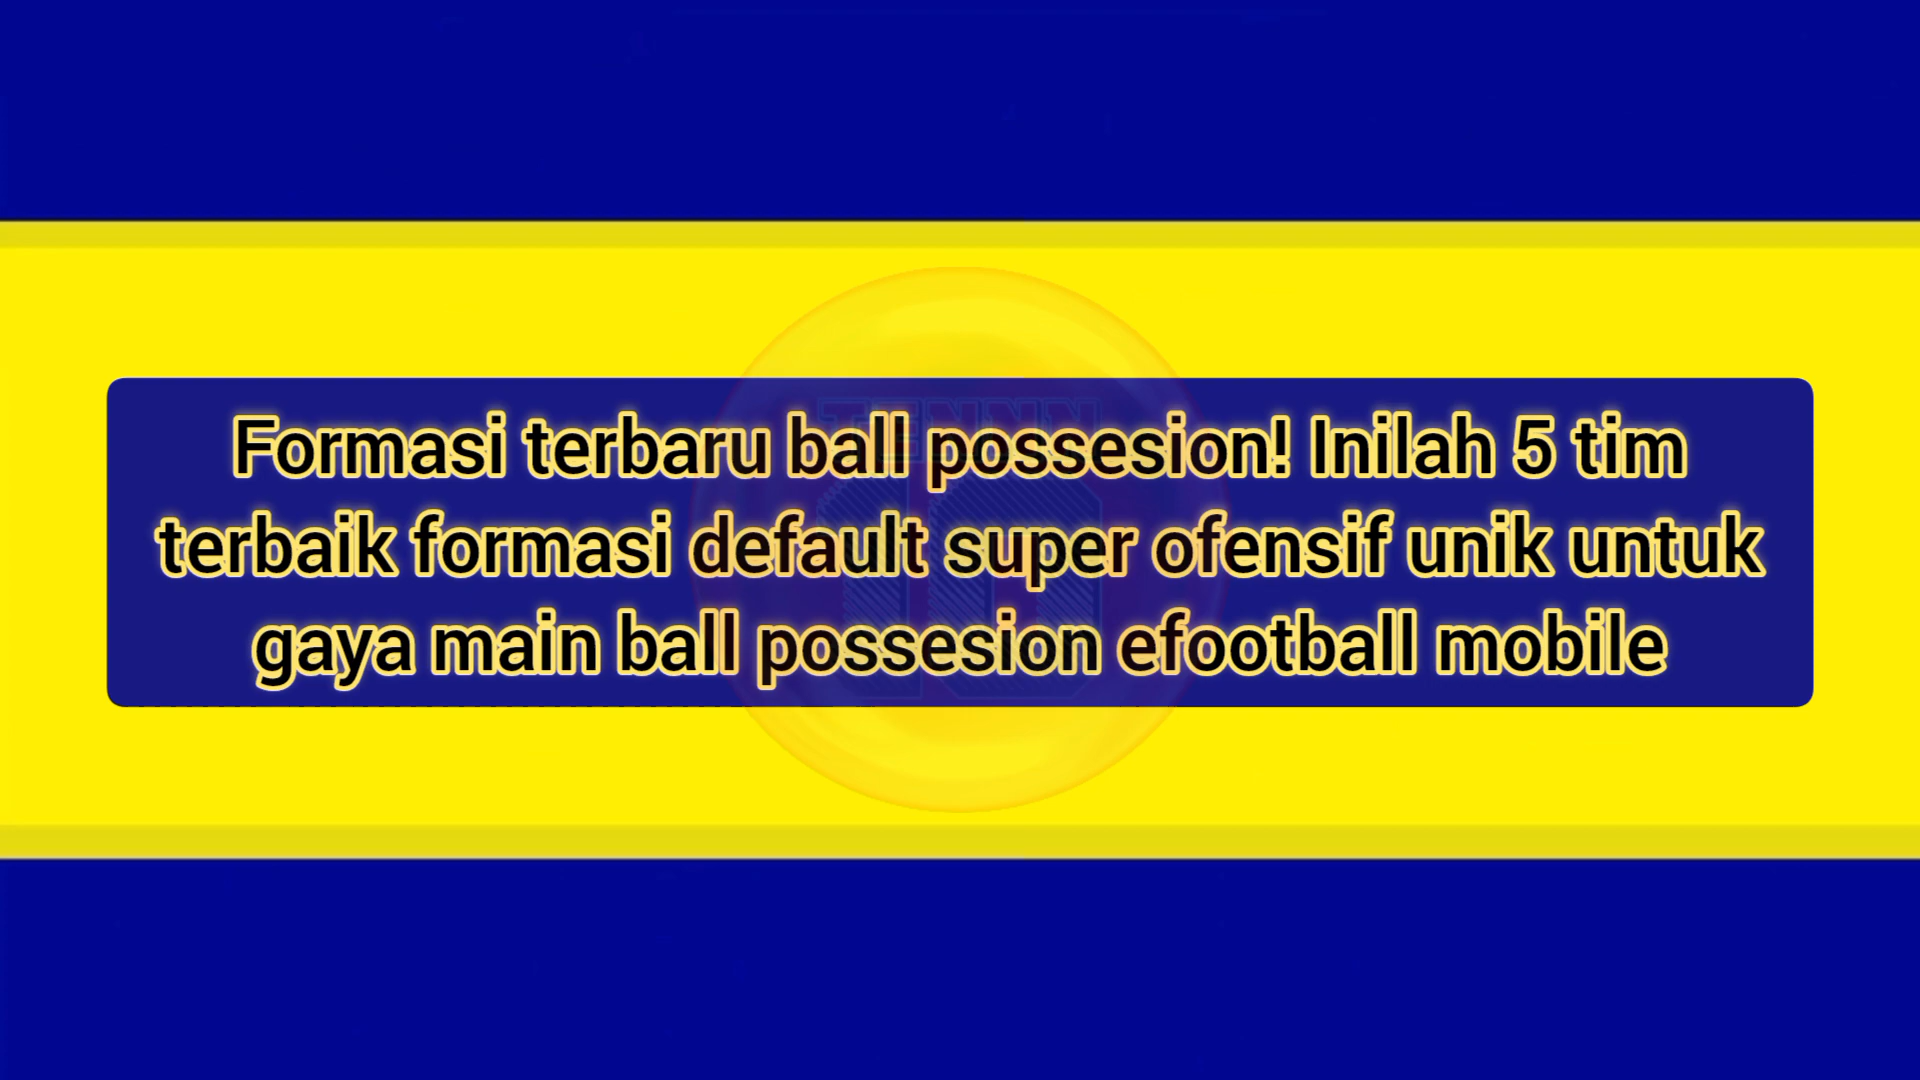 Formasi terbaru ball possesion! Inilah 5 tim
terbaik formasi default super ofensif unik untuk
gaya main ball possesion efootball mobile